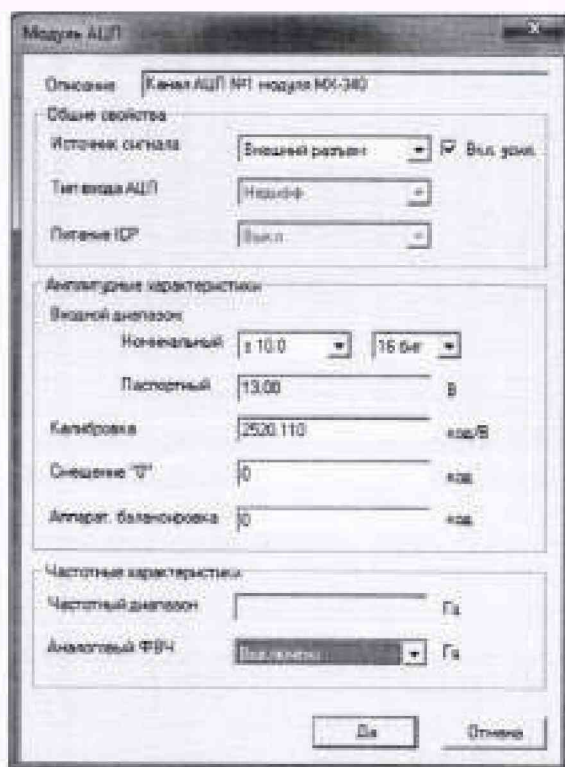 Модуль АЦП
Описание Канал АЦП №1 модуля MX-340
Общие свойства
Источник сигнала Внешний разъем Вкл. усил.
Тип входа АЦП Недифф
Питание ICP Выкл
Амплитудные характеристики
Входной диапазон
Номинальный ± 10.0 16 бит
Паспортный 13.00 В
Калибровка 2520.110 код/В
Смещение "0" 0 код
Аппарат. балансировка 0 код
Частотные характеристики
Частотный диапазон Гц
Аналоговый ФВЧ Гц
Да Отмена